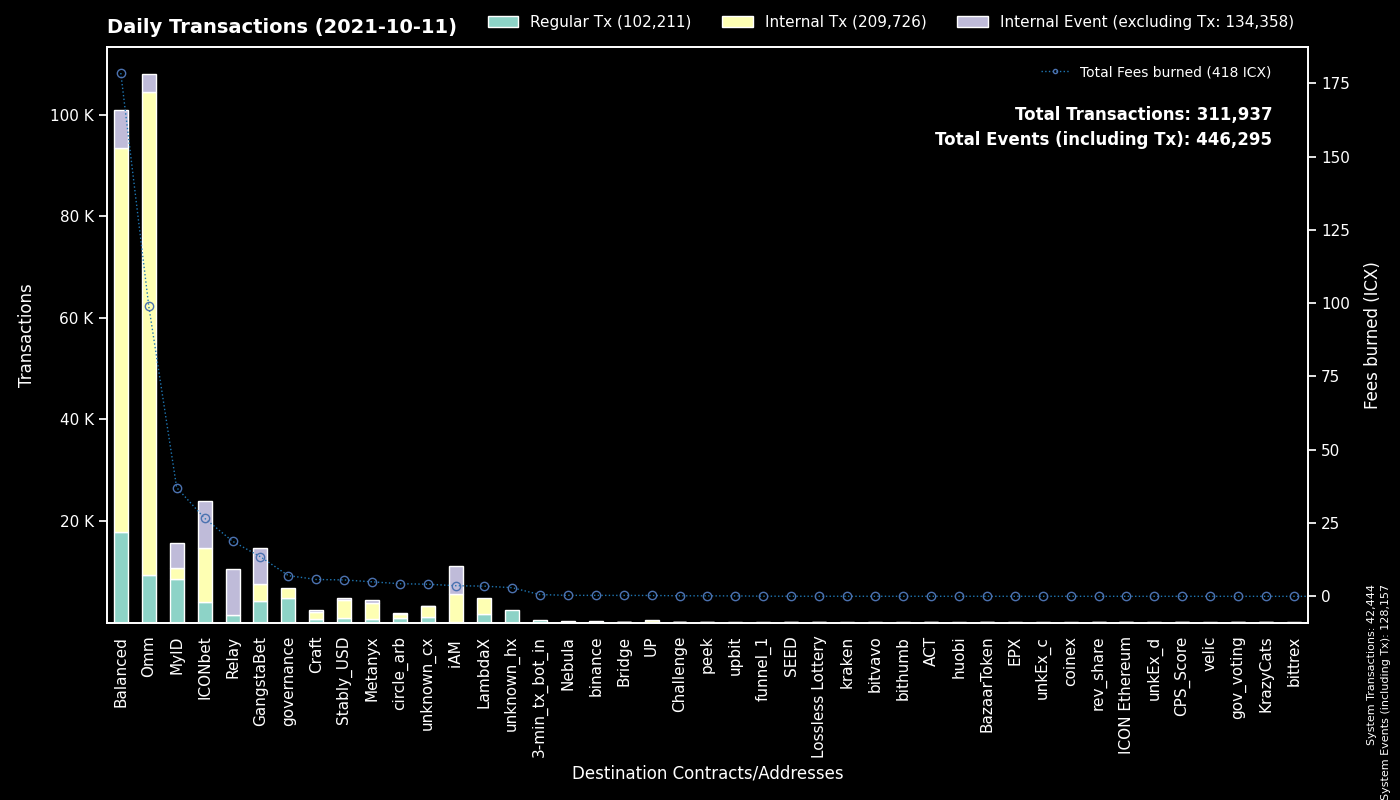 Daily Transactions (2021-10-11)
Regular Tx (102,211)
Internal Tx (209,726)
Internal Event (excluding Tx: 134,358)
Total Fees burned (418 ICX)
Total Transactions: 311,937
Total Events (including Tx): 446,295
Transactions
100 K
80 K
60 K
40 K
20 K
175
150
125
100
75
50
25
0
Fees burned (ICX)
Balanced
Omm
MyID
ICONbet
Relay
GangstaBet
governance
Craft
Stably_USD
Metanyx
circle_arb
unknown_cx
iAM
LambdaX
unknown_hx
3-min_tx_bot_in
Nebula
binance
Bridge
UP
Challenge
peek
upbit
funnel_1
SEED
Lossless Lottery
kraken
bitvavo
bithumb
ACT
huobi
BazaarToken
EPX
unkEx_c
coinex
rev_share
ICON Ethereum
unkEx_d
CPS_Score
velic
gov_voting
KrazyCats
bittrex
Destination Contracts/Addresses
System Transactions: 42,444
System Events (including Tx): 128,157